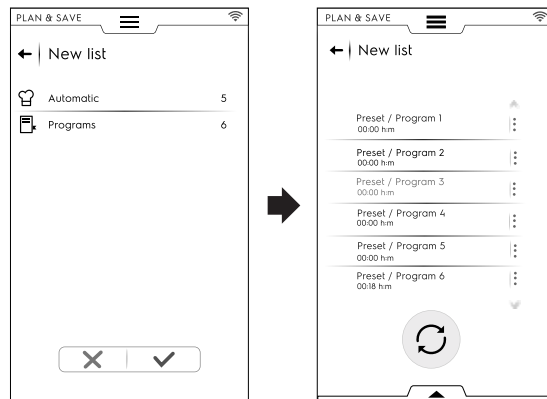 PLAN & SAVE
New list
Automatic 5
Programs 6
PLAN & SAVE
New list
Preset / Program 1
00:00 h:m
Preset / Program 2
00:00 h:m
Preset / Program 3
00:00 h:m
Preset / Program 4
00:00 h:m
Preset / Program 5
00:00 h:m
Preset / Program 6
00:18 h:m